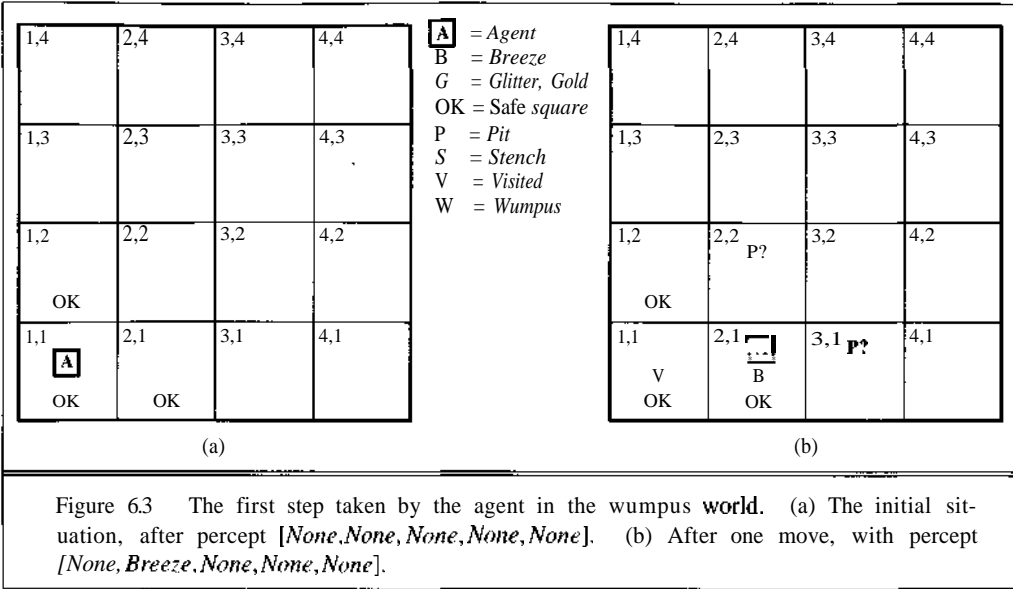 1,4 2,4 3,4 4,4
1,3 2,3 3,3 4,3
1,2 2,2 3,2 4,2
OK
1,1 2,1 3,1 4,1
A
OK OK
(a)
A = Agent
B = Breeze
G = Glitter, Gold
OK = Safe square
P = Pit
S = Stench
V = Visited
W = Wumpus
1,4 2,4 3,4 4,4
1,3 2,3 3,3 4,3
1,2 2,2 3,2 4,2
P?
OK
1,1 2,1 3,1 P? 4,1
V B
OK OK
(b)
Figure 6.3 The first step taken by the agent in the wumpus world. (a) The initial sit-
uation, after percept [None, None, None, None, None]. (b) After one move, with percept
[None, Breeze, None, None, None].